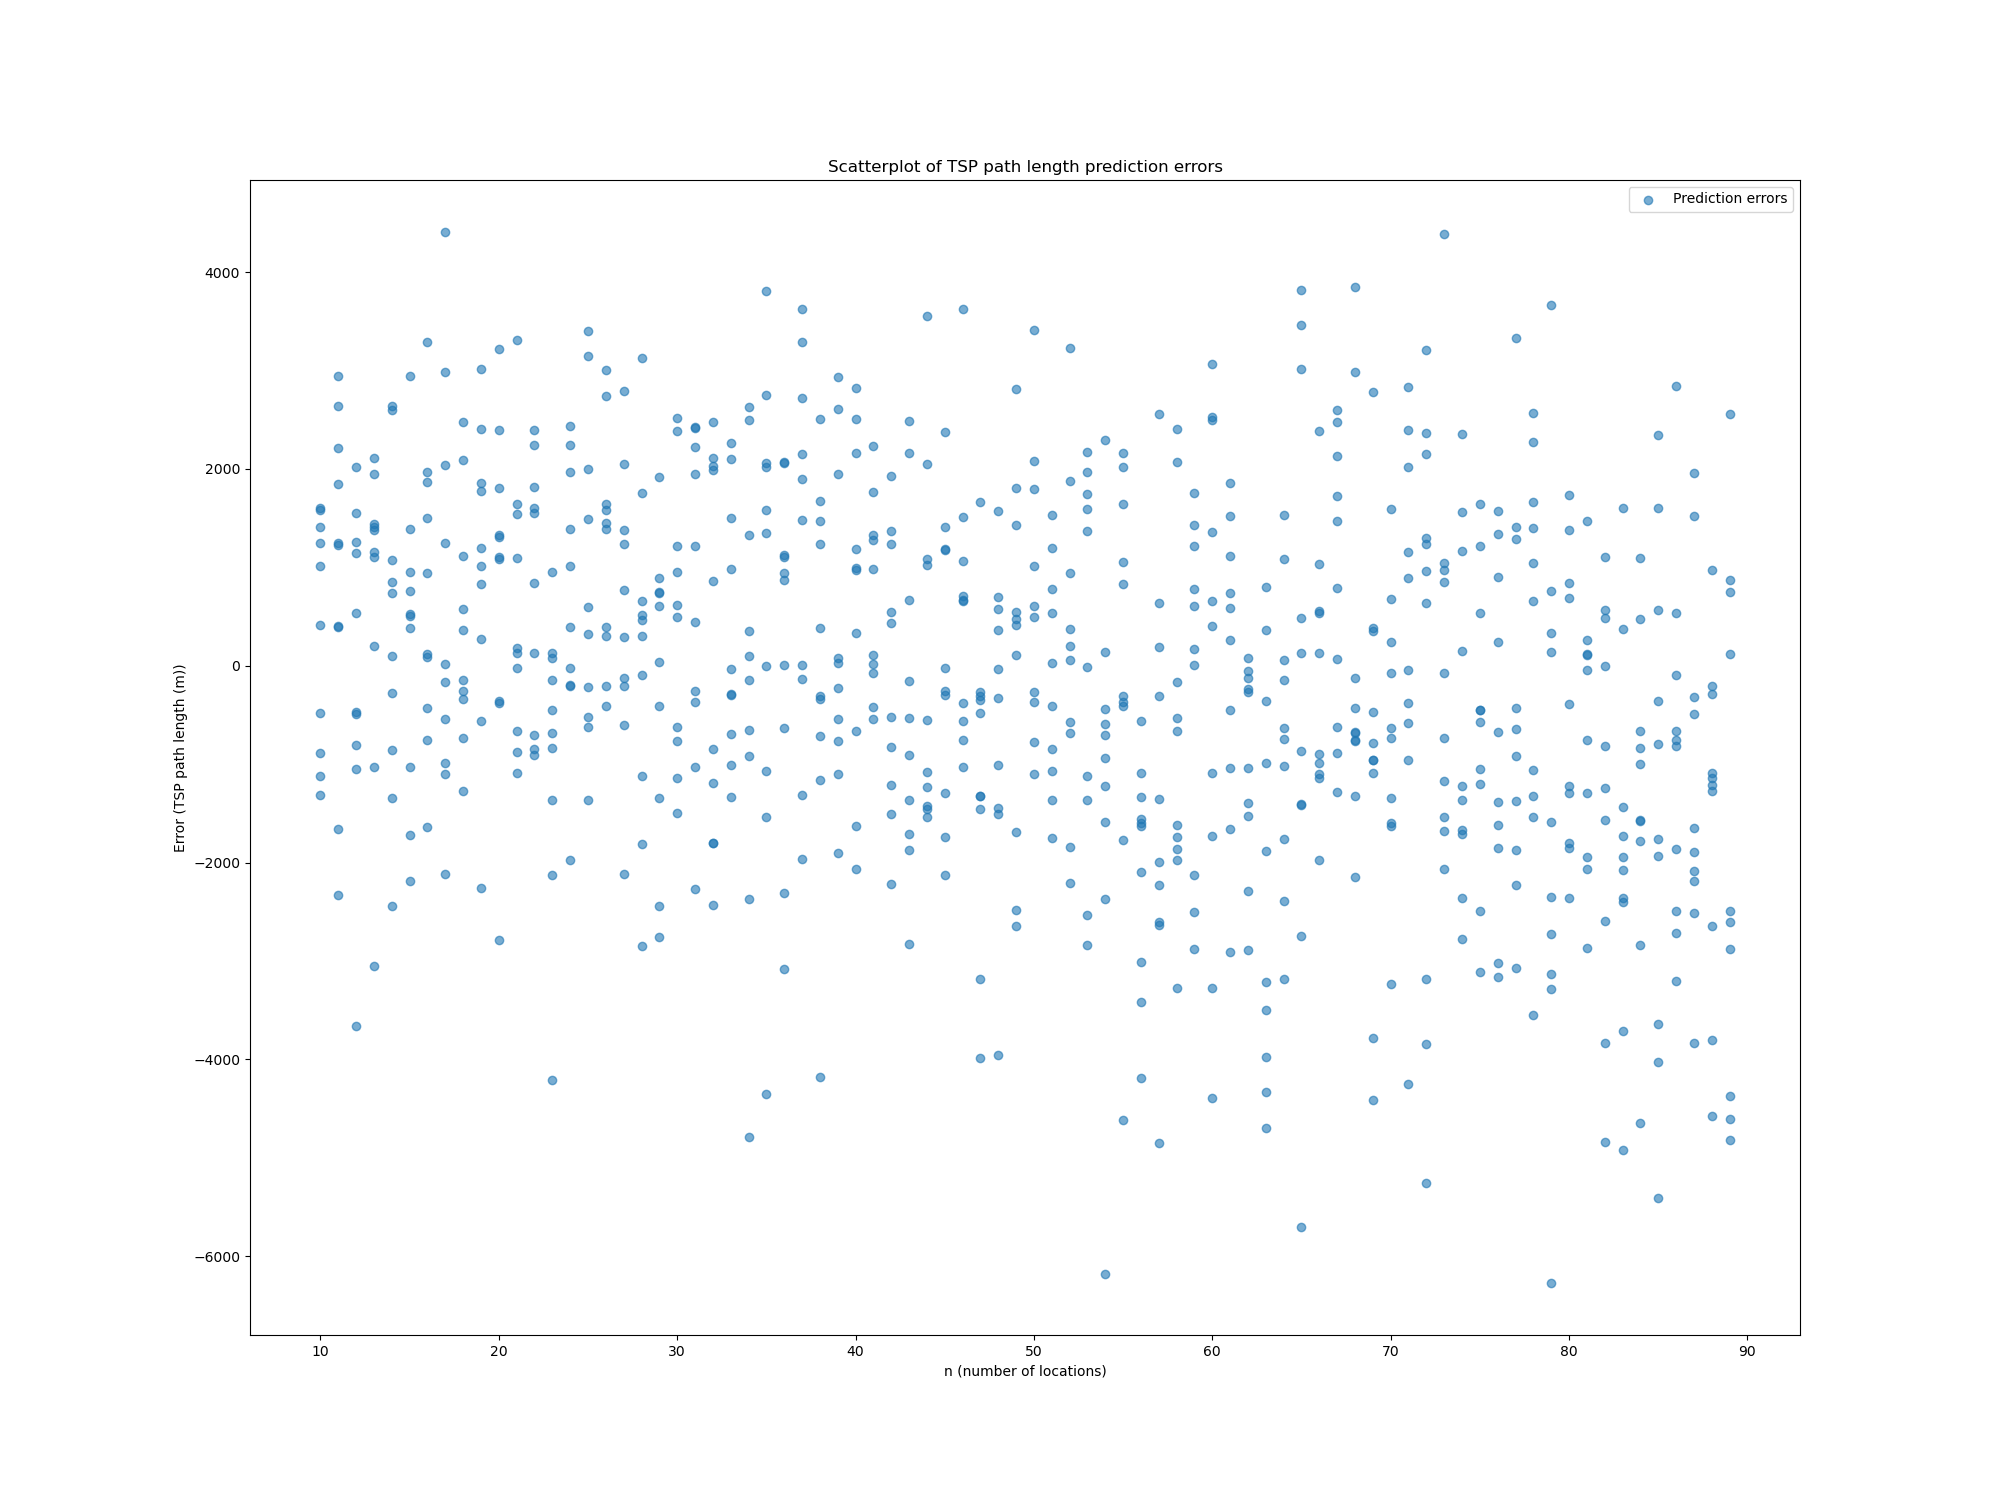 Scatterplot of TSP path length prediction errors
Prediction errors
4000
2000
0
−2000
−4000
−6000
Error (TSP path length (m))
10 20 30 40 50 60 70 80 90
n (number of locations)